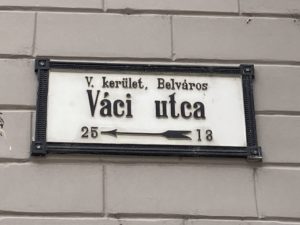 V. kerület, Belváros
Váci utca
25 13